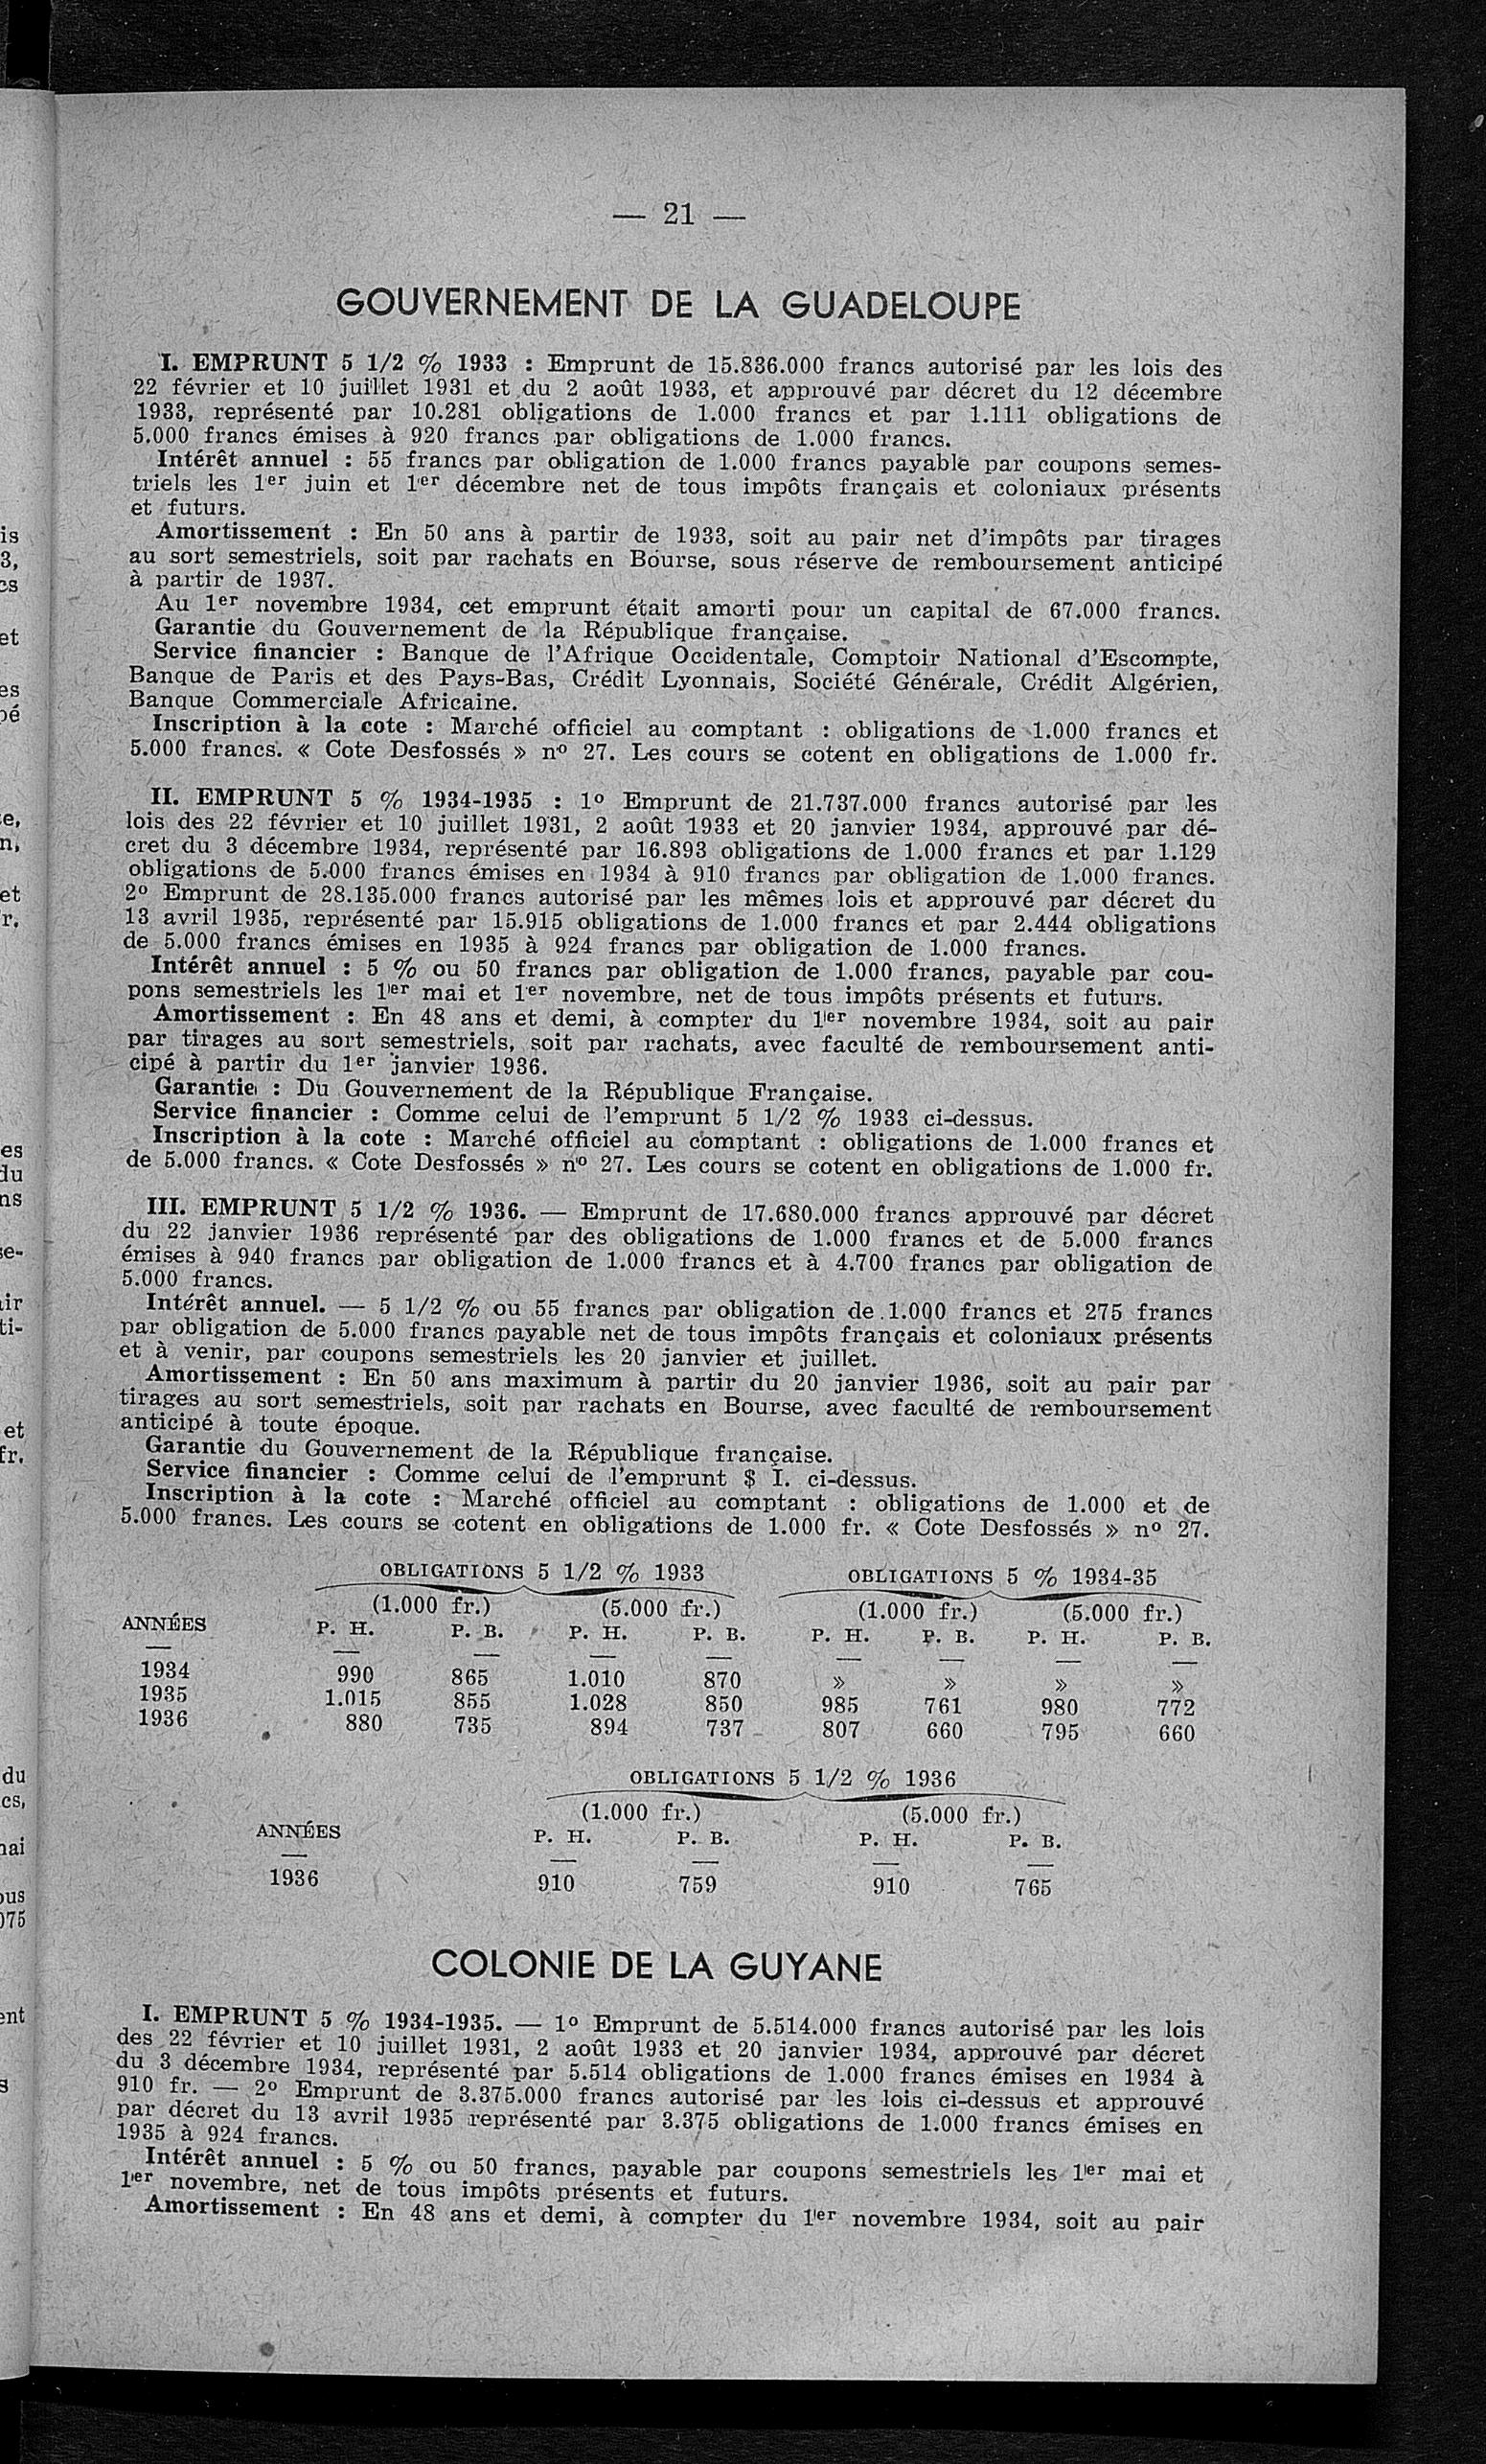 — 21 —
GOUVERNEMENT DE LA GUADELOUPE
I. EMPRUNT 5 1/2 % 1933 : Emprunt de 15.836.000 francs autorisé par les lois des
22 février et 10 juillet 1931 et du 2 août 1933, et approuvé par décret du 12 décembre
1933, représenté par 10.281 obligations de 1.000 francs et par 1.111 obligations de
5.000 francs émises à 920 francs par obligations de 1.000 francs.
Intérêt annuel : 55 francs par obligation de 1.000 francs payable par coupons semes-
triels les 1er juin et 1er décembre net de tous impôts français et coloniaux présents
et futurs.
Amortissement : En 50 ans à partir de 1933, soit au pair net d'impôts par tirages
au sort semestriels, soit par rachats en Bourse, sous réserve de remboursement anticipé
à partir de 1937.
Au 1er novembre 1934, cet emprunt était amorti pour un capital de 67.000 francs.
Garantie du Gouvernement de la République française.
Service financier : Banque de l'Afrique Occidentale, Comptoir National d'Escompte,
Banque de Paris et des Pays-Bas, Crédit Lyonnais, Société Générale, Crédit Algérien,
Banque Commerciale Africaine.
Inscription à la cote : Marché officiel au comptant : obligations de 1.000 francs et
5.000 francs. « Cote Desfossés » no 27. Les cours se cotent en obligations de 1.000 fr.
II. EMPRUNT 5 % 1934-1935 : 1o Emprunt de 21.737.000 francs autorisé par les
lois des 22 février et 10 juillet 1931, 2 août 1933 et 20 janvier 1934, approuvé par dé-
cret du 3 décembre 1934, représenté par 16.893 obligations de 1.000 francs et par 1.129
obligations de 5.000 francs émises en 1934 à 910 francs par obligation de 1.000 francs.
2o Emprunt de 28.135.000 francs autorisé par les mêmes lois et approuvé par décret du
13 avril 1935, représenté par 15.915 obligations de 1.000 francs et par 2.444 obligations
de 5.000 francs émises en 1935 à 924 francs par obligation de 1.000 francs.
Intérêt annuel : 5 % ou 50 francs par obligation de 1.000 francs, payable par cou-
pons semestriels les 1er mai et 1er novembre, net de tous impôts présents et futurs.
Amortissement : En 48 ans et demi, à compter du 1er novembre 1934, soit au pair
par tirages au sort semestriels, soit par rachats, avec faculté de remboursement anti-
cipé à partir du 1er janvier 1936.
Garantie : Du Gouvernement de la République Française.
Service financier : Comme celui de l'emprunt 5 1/2 % 1933 ci-dessus.
Inscription à la cote : Marché officiel au comptant : obligations de 1.000 francs et
de 5.000 francs. « Cote Desfossés » no 27. Les cours se cotent en obligations de 1.000 fr.
III. EMPRUNT 5 1/2 % 1936. — Emprunt de 17.680.000 francs approuvé par décret
du 22 janvier 1936 représenté par des obligations de 1.000 francs et de 5.000 francs
émises à 940 francs par obligation de 1.000 francs et à 4.700 francs par obligation de
5.000 francs.
Intérêt annuel. — 5 1/2 % ou 55 francs par obligation de 1.000 francs et 275 francs
par obligation de 5.000 francs payable net de tous impôts français et coloniaux présents
et à venir, par coupons semestriels les 20 janvier et juillet.
Amortissement : En 50 ans maximum à partir du 20 janvier 1936, soit au pair par
tirages au sort semestriels, soit par rachats en Bourse, avec faculté de remboursement
anticipé à toute époque.
Garantie du Gouvernement de la République française.
Service financier : Comme celui de l'emprunt $ I. ci-dessus.
Inscription à la cote : Marché officiel au comptant : obligations de 1.000 et de
5.000 francs. Les cours se cotent en obligations de 1.000 fr. « Cote Desfossés » no 27.
OBLIGATIONS 5 1/2 % 1933 OBLIGATIONS 5 % 1934-35
(1.000 fr.) (5.000 fr.) (1.000 fr.) (5.000 fr.)
ANNÉES P. H. P. B. P. H. P. B. P. H. P. B. P. H. P. B.
1934 990 865 1.010 870 » » » »
1935 1.015 855 1.028 850 985 761 980 772
1936 880 735 894 737 807 660 795 660
OBLIGATIONS 5 1/2 % 1936
(1.000 fr.) (5.000 fr.)
ANNÉES P. H. P. B. P. H. P. B.
1936 910 759 910 765
COLONIE DE LA GUYANE
I. EMPRUNT 5 % 1934-1935. — 1o Emprunt de 5.514.000 francs autorisé par les lois
des 22 février et 10 juillet 1931, 2 août 1933 et 20 janvier 1934, approuvé par décret
du 3 décembre 1934, représenté par 5.514 obligations de 1.000 francs émises en 1934 à
910 fr. — 2o Emprunt de 3.375.000 francs autorisé par les lois ci-dessus et approuvé
par décret du 13 avril 1935 représenté par 3.375 obligations de 1.000 francs émises en
1935 à 924 francs.
Intérêt annuel : 5 % ou 50 francs, payable par coupons semestriels les 1er mai et
1er novembre, net de tous impôts présents et futurs.
Amortissement : En 48 ans et demi, à compter du 1er novembre 1934, soit au pair